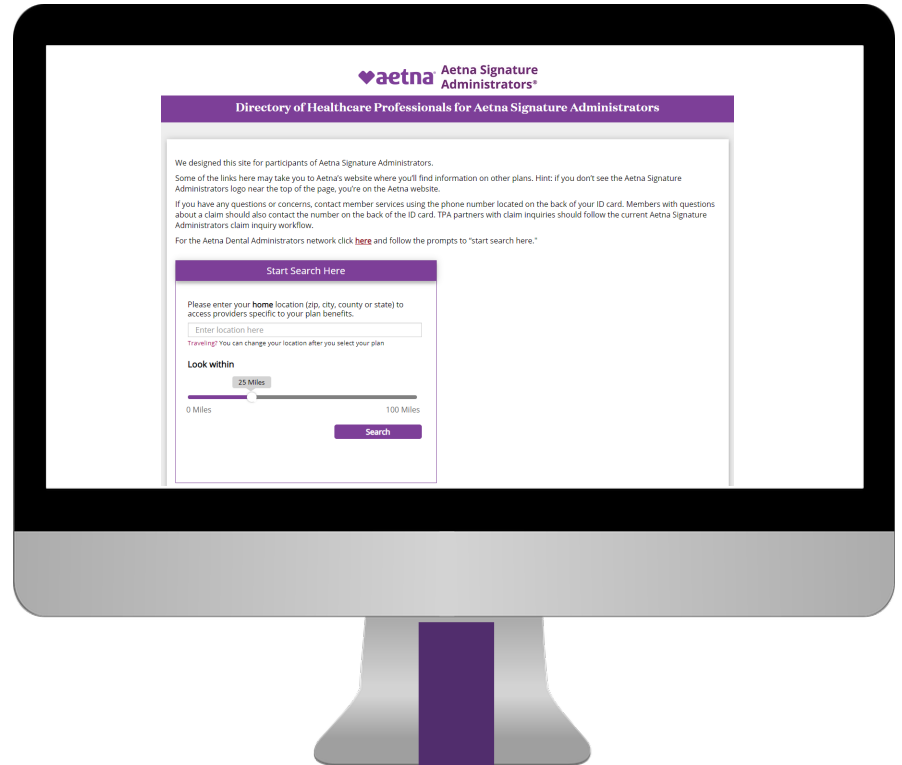 aetna® Aetna Signature
Administrators®
Directory of Healthcare Professionals for Aetna Signature Administrators
We designed this site for participants of Aetna Signature Administrators.
Some of the links here may take you to Aetna's website where you'll find information on other plans. Hint: if you don't see the Aetna Signature
Administrators logo near the top of the page, you're on the Aetna website.
If you have any questions or concerns, contact member services using the phone number located on the back of your ID card. Members with questions
about a claim should also contact the number on the back of the ID card. TPA partners with claim inquiries should follow the current Aetna Signature
Administrators claim inquiry workflow.
For the Aetna Dental Administrators network click here and follow the prompts to "start search here."
Start Search Here
Please enter your home location (zip, city, county or state) to
access providers specific to your plan benefits.
Enter location here
Traveling? You can change your location after you select your plan
Look within
25 Miles
0 Miles 100 Miles
Search